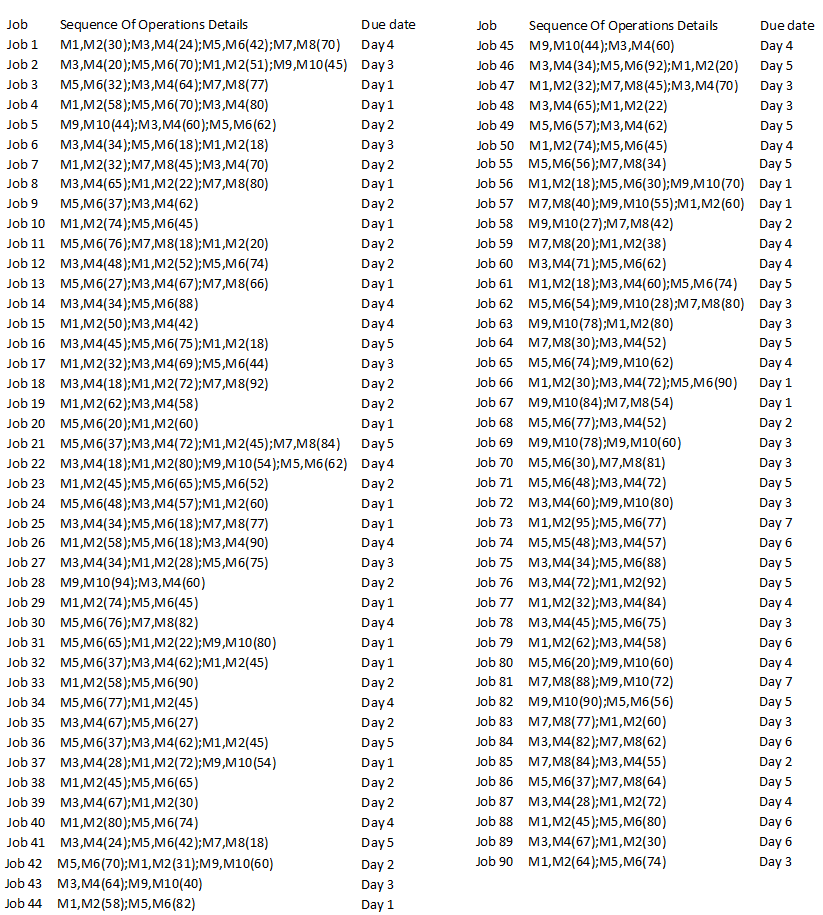 Job Sequence Of Operations Details Due date
Job 1 M1,M2(30);M3,M4(24);M5,M6(42);M7,M8(70) Day 4
Job 2 M3,M4(20);M5,M6(70);M1,M2(51);M9,M10(45) Day 3
Job 3 M5,M6(32);M3,M4(64);M7,M8(77) Day 1
Job 4 M1,M2(58);M5,M6(70);M3,M4(80) Day 1
Job 5 M9,M10(44);M3,M4(60);M5,M6(62) Day 2
Job 6 M3,M4(34);M5,M6(18);M1,M2(18) Day 3
Job 7 M1,M2(32);M7,M8(45);M3,M4(70) Day 2
Job 8 M3,M4(65);M1,M2(22);M7,M8(80) Day 1
Job 9 M5,M6(37);M3,M4(62) Day 2
Job 10 M1,M2(74);M5,M6(45) Day 1
Job 11 M5,M6(76);M7,M8(18);M1,M2(20) Day 2
Job 12 M3,M4(48);M1,M2(52);M5,M6(74) Day 2
Job 13 M5,M6(27);M3,M4(67);M7,M8(66) Day 1
Job 14 M3,M4(34);M5,M6(88) Day 4
Job 15 M1,M2(50);M3,M4(42) Day 4
Job 16 M3,M4(45);M5,M6(75);M1,M2(18) Day 5
Job 17 M1,M2(32);M3,M4(69);M5,M6(44) Day 3
Job 18 M3,M4(18);M1,M2(72);M7,M8(92) Day 2
Job 19 M1,M2(62);M3,M4(58) Day 2
Job 20 M5,M6(20);M1,M2(60) Day 1
Job 21 M5,M6(37);M3,M4(72);M1,M2(45);M7,M8(84) Day 5
Job 22 M3,M4(18);M1,M2(80);M9,M10(54);M5,M6(62) Day 4
Job 23 M1,M2(45);M5,M6(65);M5,M6(52) Day 2
Job 24 M5,M6(48);M3,M4(57);M1,M2(60) Day 1
Job 25 M3,M4(34);M5,M6(18);M7,M8(77) Day 1
Job 26 M1,M2(58);M5,M6(18);M3,M4(90) Day 4
Job 27 M3,M4(34);M1,M2(28);M5,M6(75) Day 3
Job 28 M9,M10(94);M3,M4(60) Day 2
Job 29 M1,M2(74);M5,M6(45) Day 1
Job 30 M5,M6(76);M7,M8(82) Day 4
Job 31 M5,M6(65);M1,M2(22);M9,M10(80) Day 1
Job 32 M5,M6(37);M3,M4(62);M1,M2(45) Day 1
Job 33 M1,M2(58);M5,M6(90) Day 2
Job 34 M5,M6(77);M1,M2(45) Day 4
Job 35 M3,M4(67);M5,M6(27) Day 2
Job 36 M5,M6(37);M3,M4(62);M1,M2(45) Day 5
Job 37 M3,M4(28);M1,M2(72);M9,M10(54) Day 1
Job 38 M1,M2(45);M5,M6(65) Day 2
Job 39 M3,M4(67);M1,M2(30) Day 2
Job 40 M1,M2(80);M5,M6(74) Day 4
Job 41 M3,M4(24);M5,M6(42);M7,M8(18) Day 5
Job 42 M5,M6(70);M1,M2(31);M9,M10(60) Day 2
Job 43 M3,M4(64);M9,M10(40) Day 3
Job 44 M1,M2(58);M5,M6(82) Day 1
Job Sequence Of Operations Details Due date
Job 45 M9,M10(44);M3,M4(60) Day 4
Job 46 M3,M4(34);M5,M6(92);M1,M2(20) Day 5
Job 47 M1,M2(32);M7,M8(45);M3,M4(70) Day 3
Job 48 M3,M4(65);M1,M2(22) Day 3
Job 49 M5,M6(57);M3,M4(62) Day 5
Job 50 M1,M2(74);M5,M6(45) Day 4
Job 55 M5,M6(56);M7,M8(34) Day 5
Job 56 M1,M2(18);M5,M6(30);M9,M10(70) Day 1
Job 57 M7,M8(40);M9,M10(55);M1,M2(60) Day 1
Job 58 M9,M10(27);M7,M8(42) Day 2
Job 59 M7,M8(20);M1,M2(38) Day 4
Job 60 M3,M4(71);M5,M6(62) Day 4
Job 61 M1,M2(18);M3,M4(60);M5,M6(74) Day 5
Job 62 M5,M6(54);M9,M10(28);M7,M8(80) Day 3
Job 63 M9,M10(78);M1,M2(80) Day 3
Job 64 M7,M8(30);M3,M4(52) Day 5
Job 65 M5,M6(74);M9,M10(62) Day 4
Job 66 M1,M2(30);M3,M4(72);M5,M6(90) Day 1
Job 67 M9,M10(84);M7,M8(54) Day 1
Job 68 M5,M6(77);M3,M4(52) Day 2
Job 69 M9,M10(78);M9,M10(60) Day 3
Job 70 M5,M6(30),M7,M8(81) Day 3
Job 71 M5,M6(48);M3,M4(72) Day 5
Job 72 M3,M4(60);M9,M10(80) Day 3
Job 73 M1,M2(95);M5,M6(77) Day 7
Job 74 M5,M5(48);M3,M4(57) Day 6
Job 75 M3,M4(34);M5,M6(88) Day 5
Job 76 M3,M4(72);M1,M2(92) Day 5
Job 77 M1,M2(32);M3,M4(84) Day 4
Job 78 M3,M4(45);M5,M6(75) Day 3
Job 79 M1,M2(62);M3,M4(58) Day 6
Job 80 M5,M6(20);M9,M10(60) Day 4
Job 81 M7,M8(88);M9,M10(72) Day 7
Job 82 M9,M10(90);M5,M6(56) Day 5
Job 83 M7,M8(77);M1,M2(60) Day 3
Job 84 M3,M4(82);M7,M8(62) Day 6
Job 85 M7,M8(84);M3,M4(55) Day 2
Job 86 M5,M6(37);M7,M8(64) Day 5
Job 87 M3,M4(28);M1,M2(72) Day 4
Job 88 M1,M2(45);M5,M6(80) Day 6
Job 89 M3,M4(67);M1,M2(30) Day 6
Job 90 M1,M2(64);M5,M6(74) Day 3